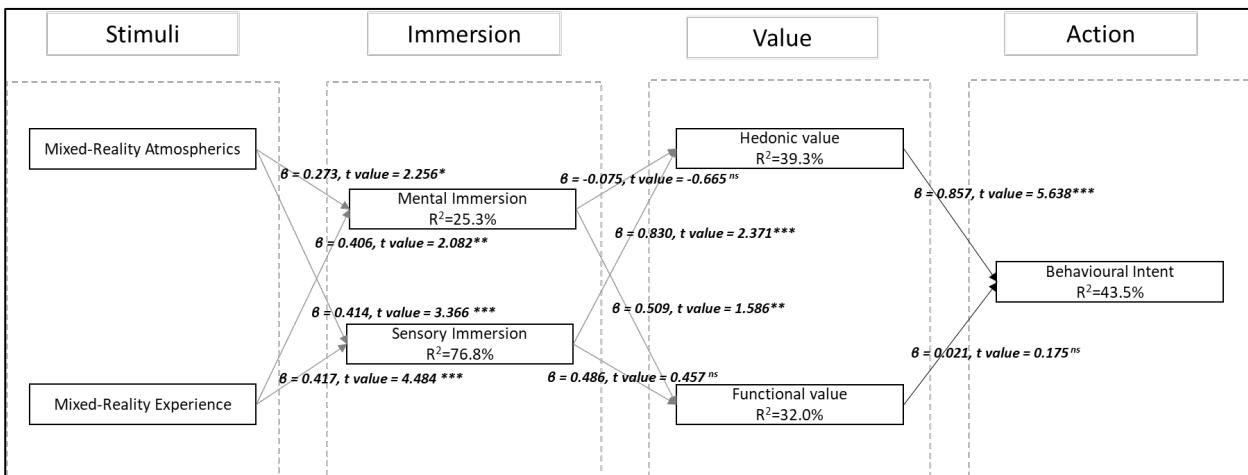 Stimuli
Immersion
Value
Action
Mixed-Reality Atmospherics
Hedonic value
R²=39.3%
β = 0.273, t value = 2.256*
β = -0.075, t value = -0.665 ns
Mental Immersion
R²=25.3%
β = 0.857, t value = 5.638***
β = 0.406, t value = 2.082**
β = 0.830, t value = 2.371***
Behavioural Intent
R²=43.5%
β = 0.414, t value = 3.366 ***
β = 0.509, t value = 1.586**
Sensory Immersion
R²=76.8%
β = 0.021, t value = 0.175 ns
β = 0.417, t value = 4.484 ***
β = 0.486, t value = 0.457 ns
Mixed-Reality Experience
Functional value
R²=32.0%